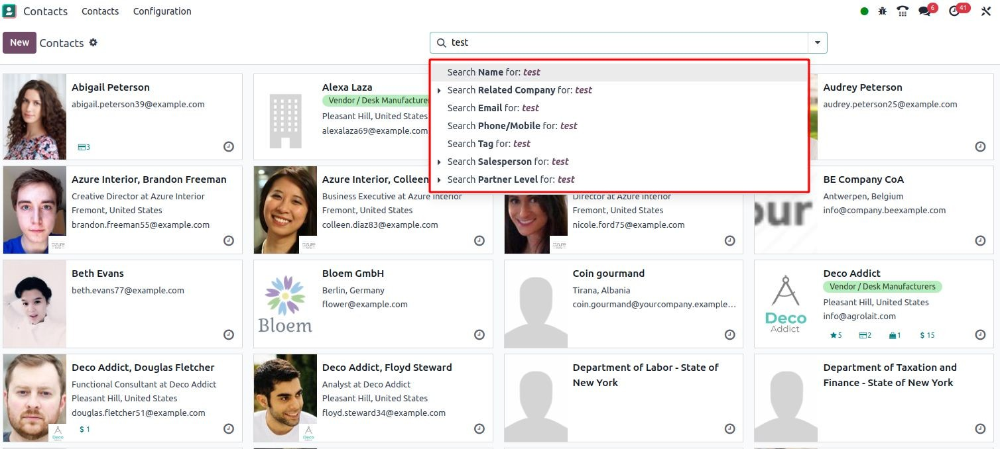 Contacts Contacts Configuration 6 41
New Contacts test
Search Name for: test
Search Related Company for: test
Search Email for: test
Search Phone/Mobile for: test
Search Tag for: test
Search Salesperson for: test
Search Partner Level for: test
Abigail Peterson
abigail.peterson39@example.com
3
Alexa Laza
Vendor / Desk Manufacturer
Pleasant Hill, United States
alexalaza69@example.com
Audrey Peterson
audrey.peterson25@example.com
Azure Interior, Brandon Freeman
Creative Director at Azure Interior
Fremont, United States
brandon.freeman55@example.com
azure
Azure Interior, Colleen
Business Executive at Azure Interior
Fremont, United States
colleen.diaz83@example.com
azure
Director at Azure Interior
Fremont, United States
nicole.ford75@example.com
azure
our
BE Company CoA
Antwerpen, Belgium
info@company.beexample.com
Beth Evans
beth.evans77@example.com
Bloem
Bloem GmbH
Berlin, Germany
flower@example.com
Coin gourmand
Tirana, Albania
coin.gourmand@yourcompany.example...
Deco
Addict
Deco Addict
Vendor / Desk Manufacturers
Pleasant Hill, United States
info@agrolait.com
5 2 1 $ 15
Deco Addict, Douglas Fletcher
Functional Consultant at Deco Addict
Pleasant Hill, United States
douglas.fletcher51@example.com
$ 1
Deco
Deco Addict, Floyd Steward
Analyst at Deco Addict
Pleasant Hill, United States
floyd.steward34@example.com
Deco
Department of Labor - State of
New York
Department of Taxation and
Finance - State of New York